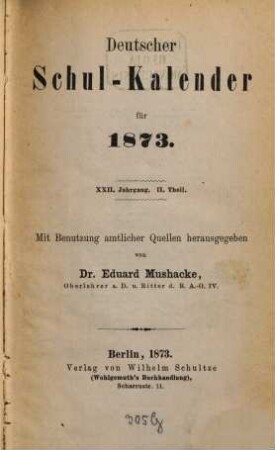 Deutscher
Schul-Kalender
für
1873.
XXII. Jahrgang. II. Theil.
Mit Benutzung amtlicher Quellen herausgegeben
von
Dr. Eduard Mushacke,
Oberlehrer a. D. u. Ritter d. R. A.-O. IV.
Berlin, 1873.
Verlag von Wilhelm Schultze
(Wohlgemuth's Buchhandlung),
Scharrnstr. 11.